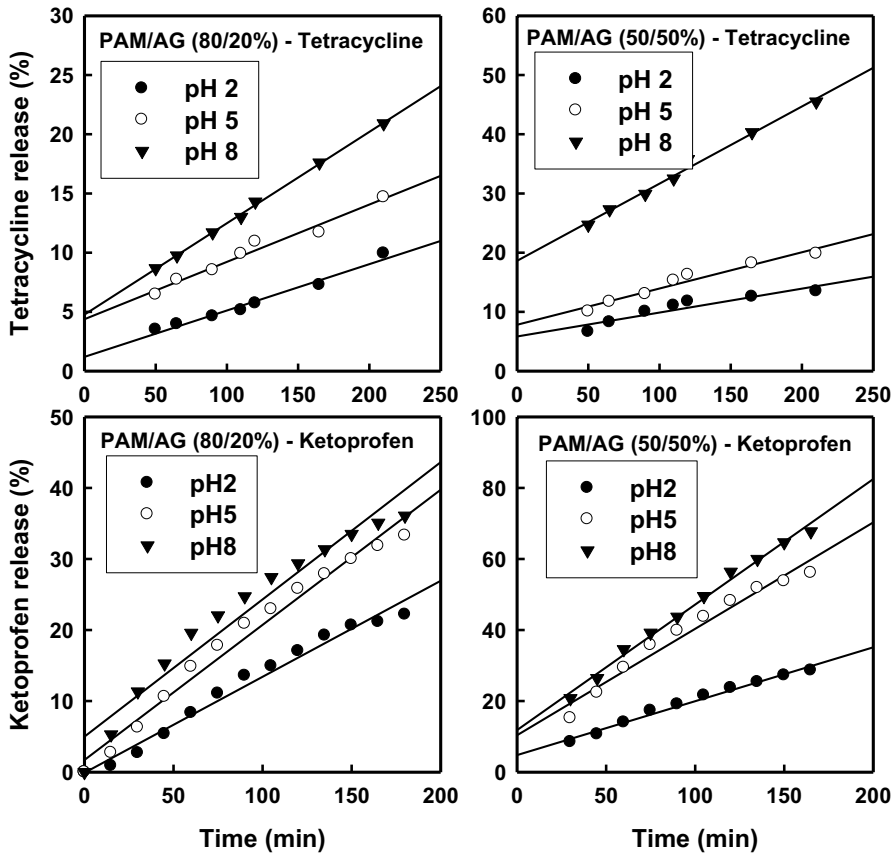 Tetracycline release (%)
30
25
20
15
10
5
0
PAM/AG (80/20%) - Tetracycline
pH 2
pH 5
pH 8
0 50 100 150 200 250
60
50
40
30
20
10
0
PAM/AG (50/50%) - Tetracycline
pH 2
pH 5
pH 8
0 50 100 150 200 250
Ketoprofen release (%)
50
40
30
20
10
0
PAM/AG (80/20%) - Ketoprofen
pH2
pH5
pH8
0 50 100 150 200
Time (min)
100
80
60
40
20
0
PAM/AG (50/50%) - Ketoprofen
pH2
pH5
pH8
0 50 100 150 200
Time (min)